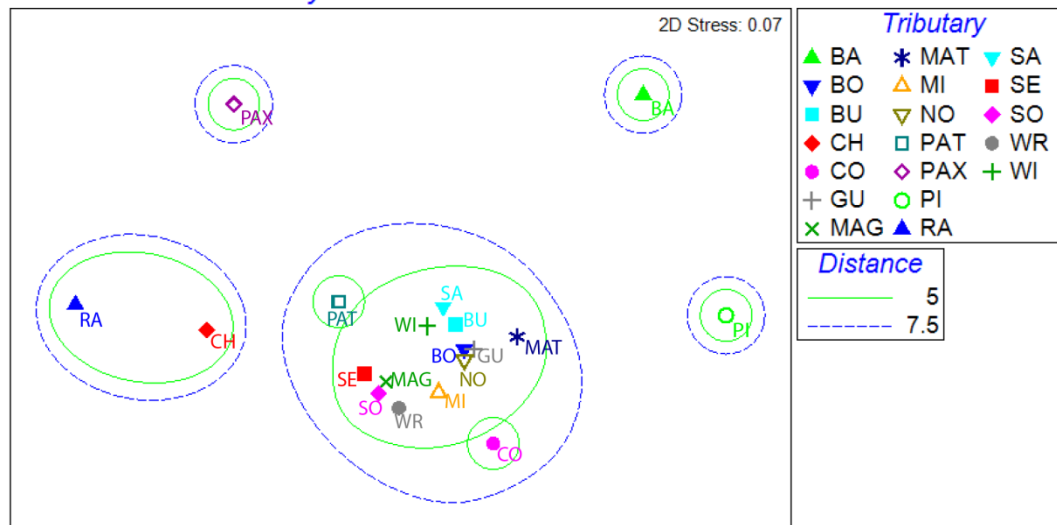 2D Stress: 0.07
Tributary
BA
MAT
SA
BO
MI
SE
BU
NO
SO
CH
PAT
WR
CO
PAX
WI
GU
PI
MAG
RA
Distance
5
7.5
PAX
BA
RA
CH
PAT
SA
WI
BU
MAT
PI
BO
GU
NO
SE
MAG
SO
MI
WR
CO